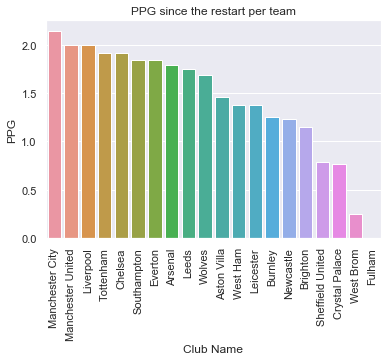 PPG since the restart per team
PPG
2.0
1.5
1.0
0.5
0.0
Manchester City
Manchester United
Liverpool
Tottenham
Chelsea
Southampton
Everton
Arsenal
Leeds
Wolves
Aston Villa
West Ham
Leicester
Burnley
Newcastle
Brighton
Sheffield United
Crystal Palace
West Brom
Fulham
Club Name